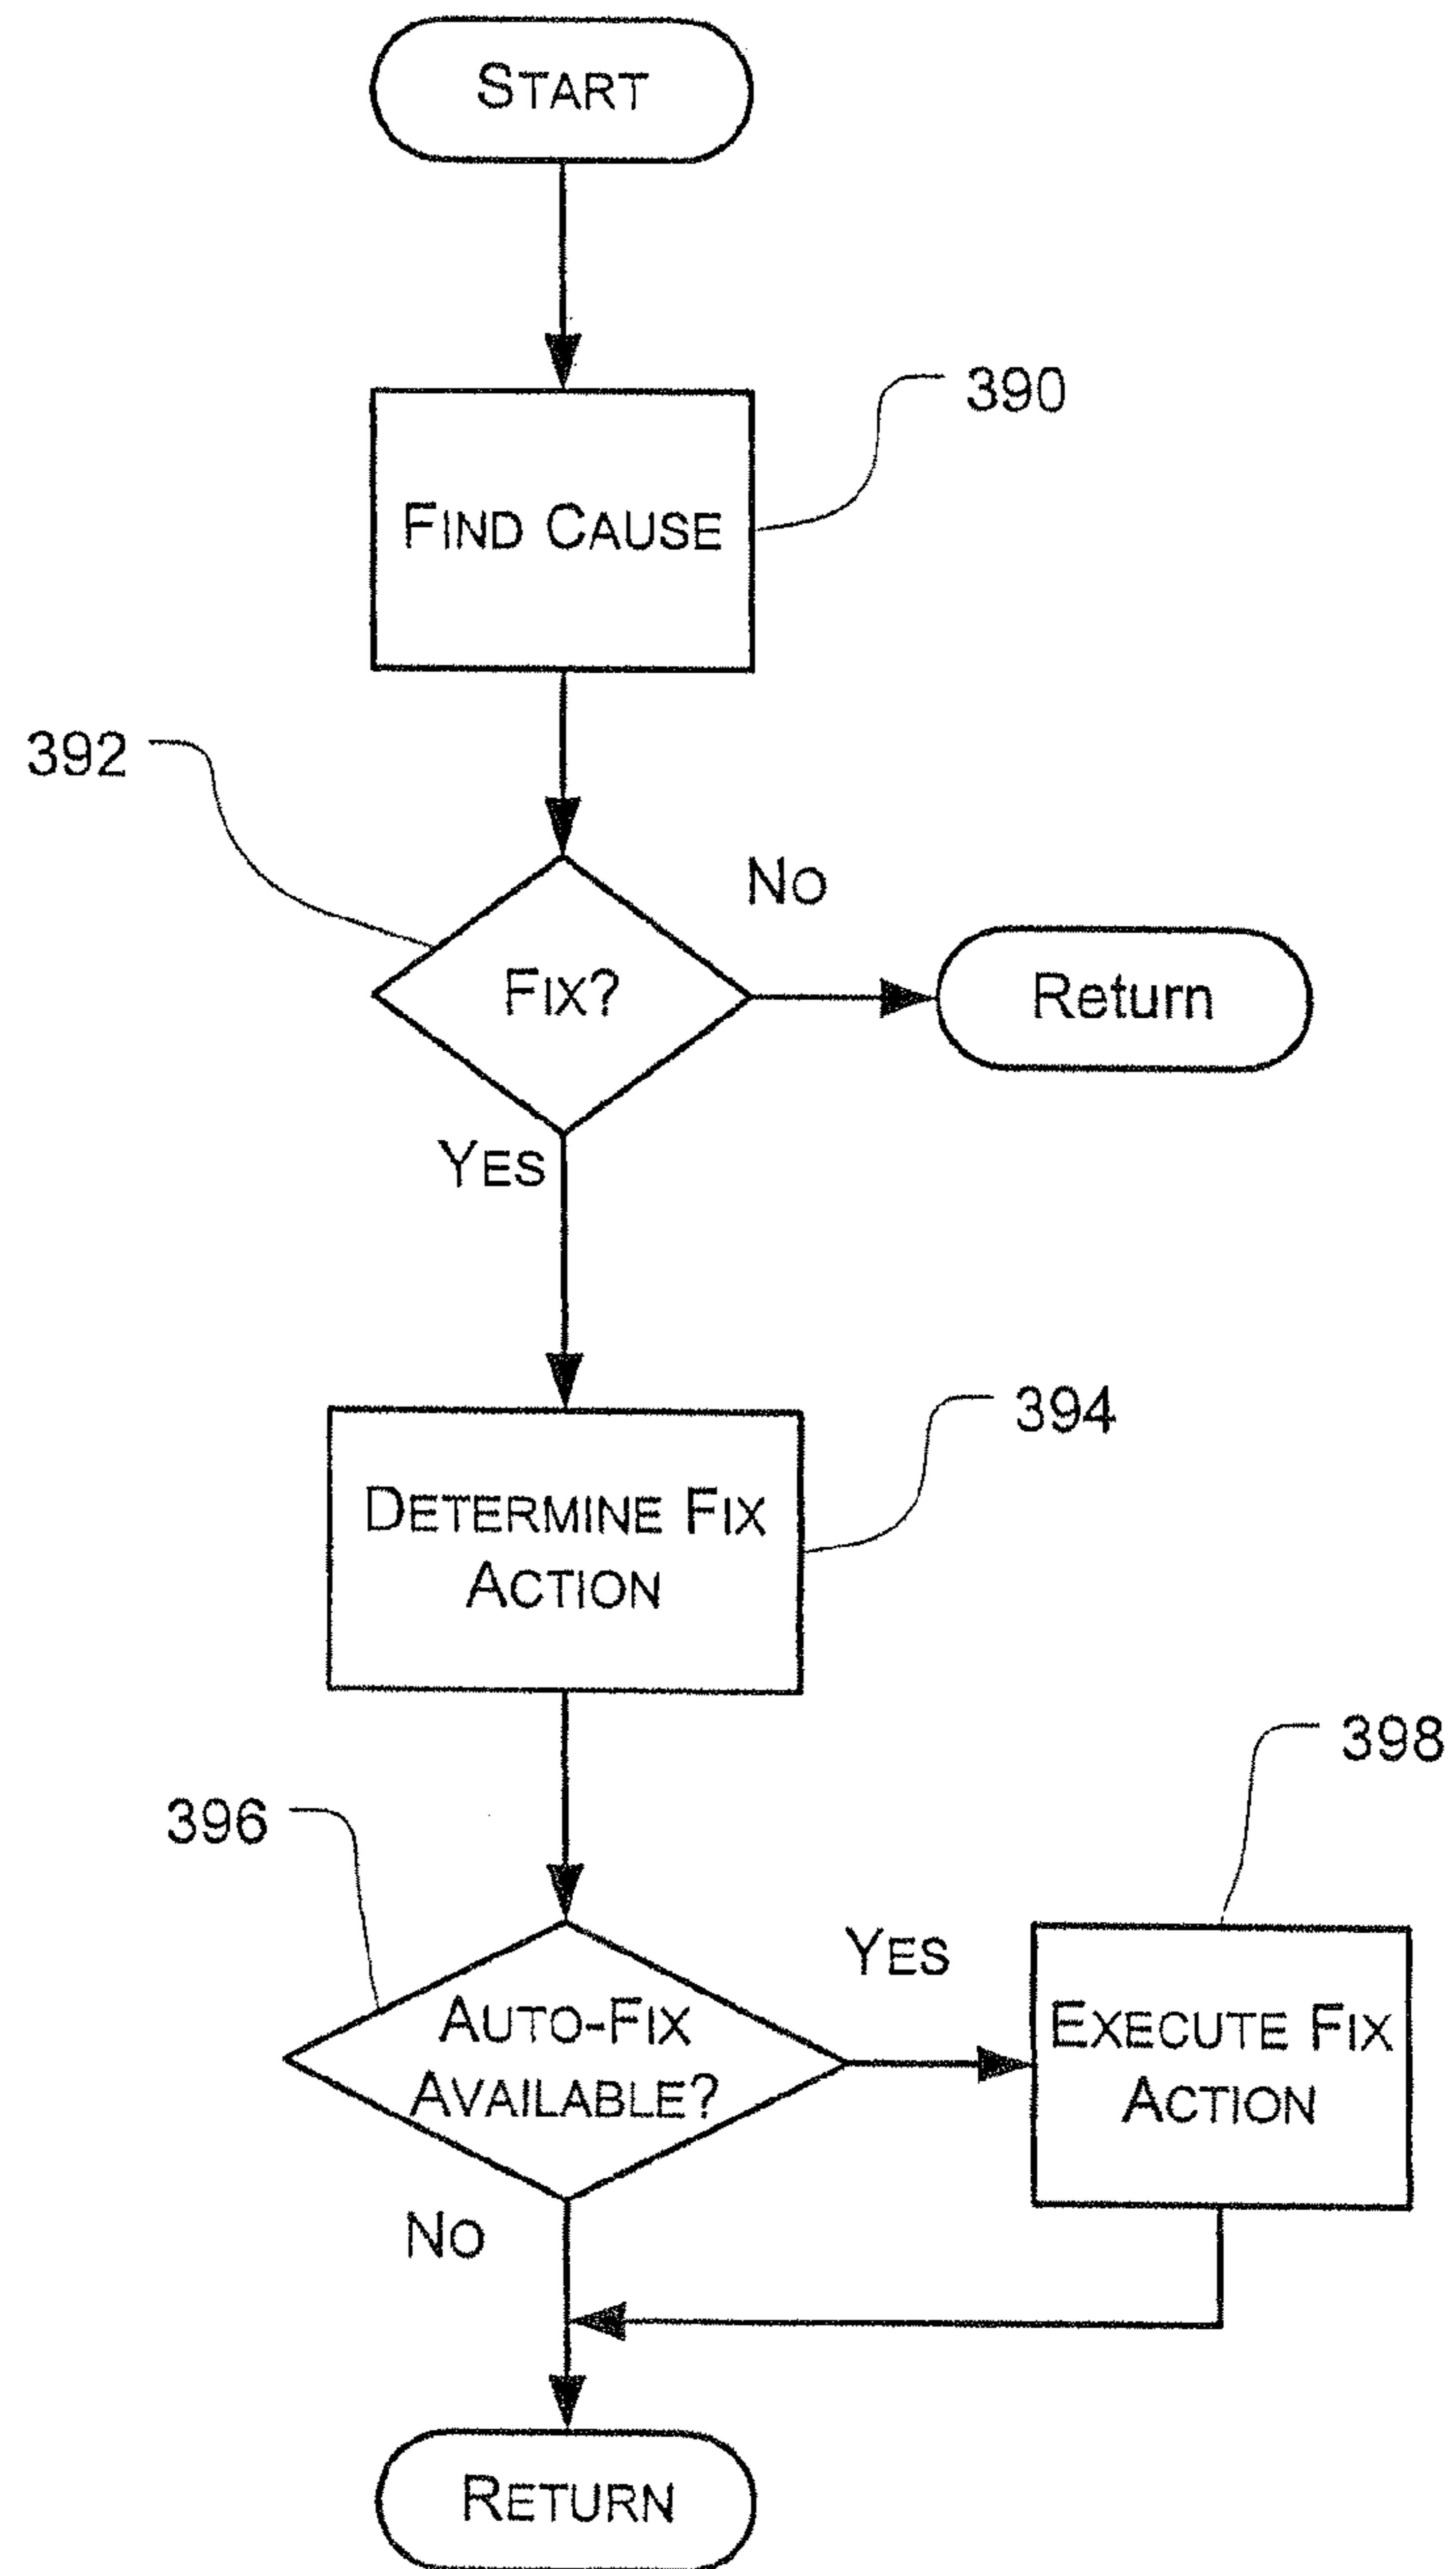 START
390
FIND CAUSE
392
NO
FIX?
Return
YES
394
DETERMINE FIX
ACTION
398
396
YES
AUTO-FIX
AVAILABLE?
EXECUTE FIX
ACTION
NO
RETURN